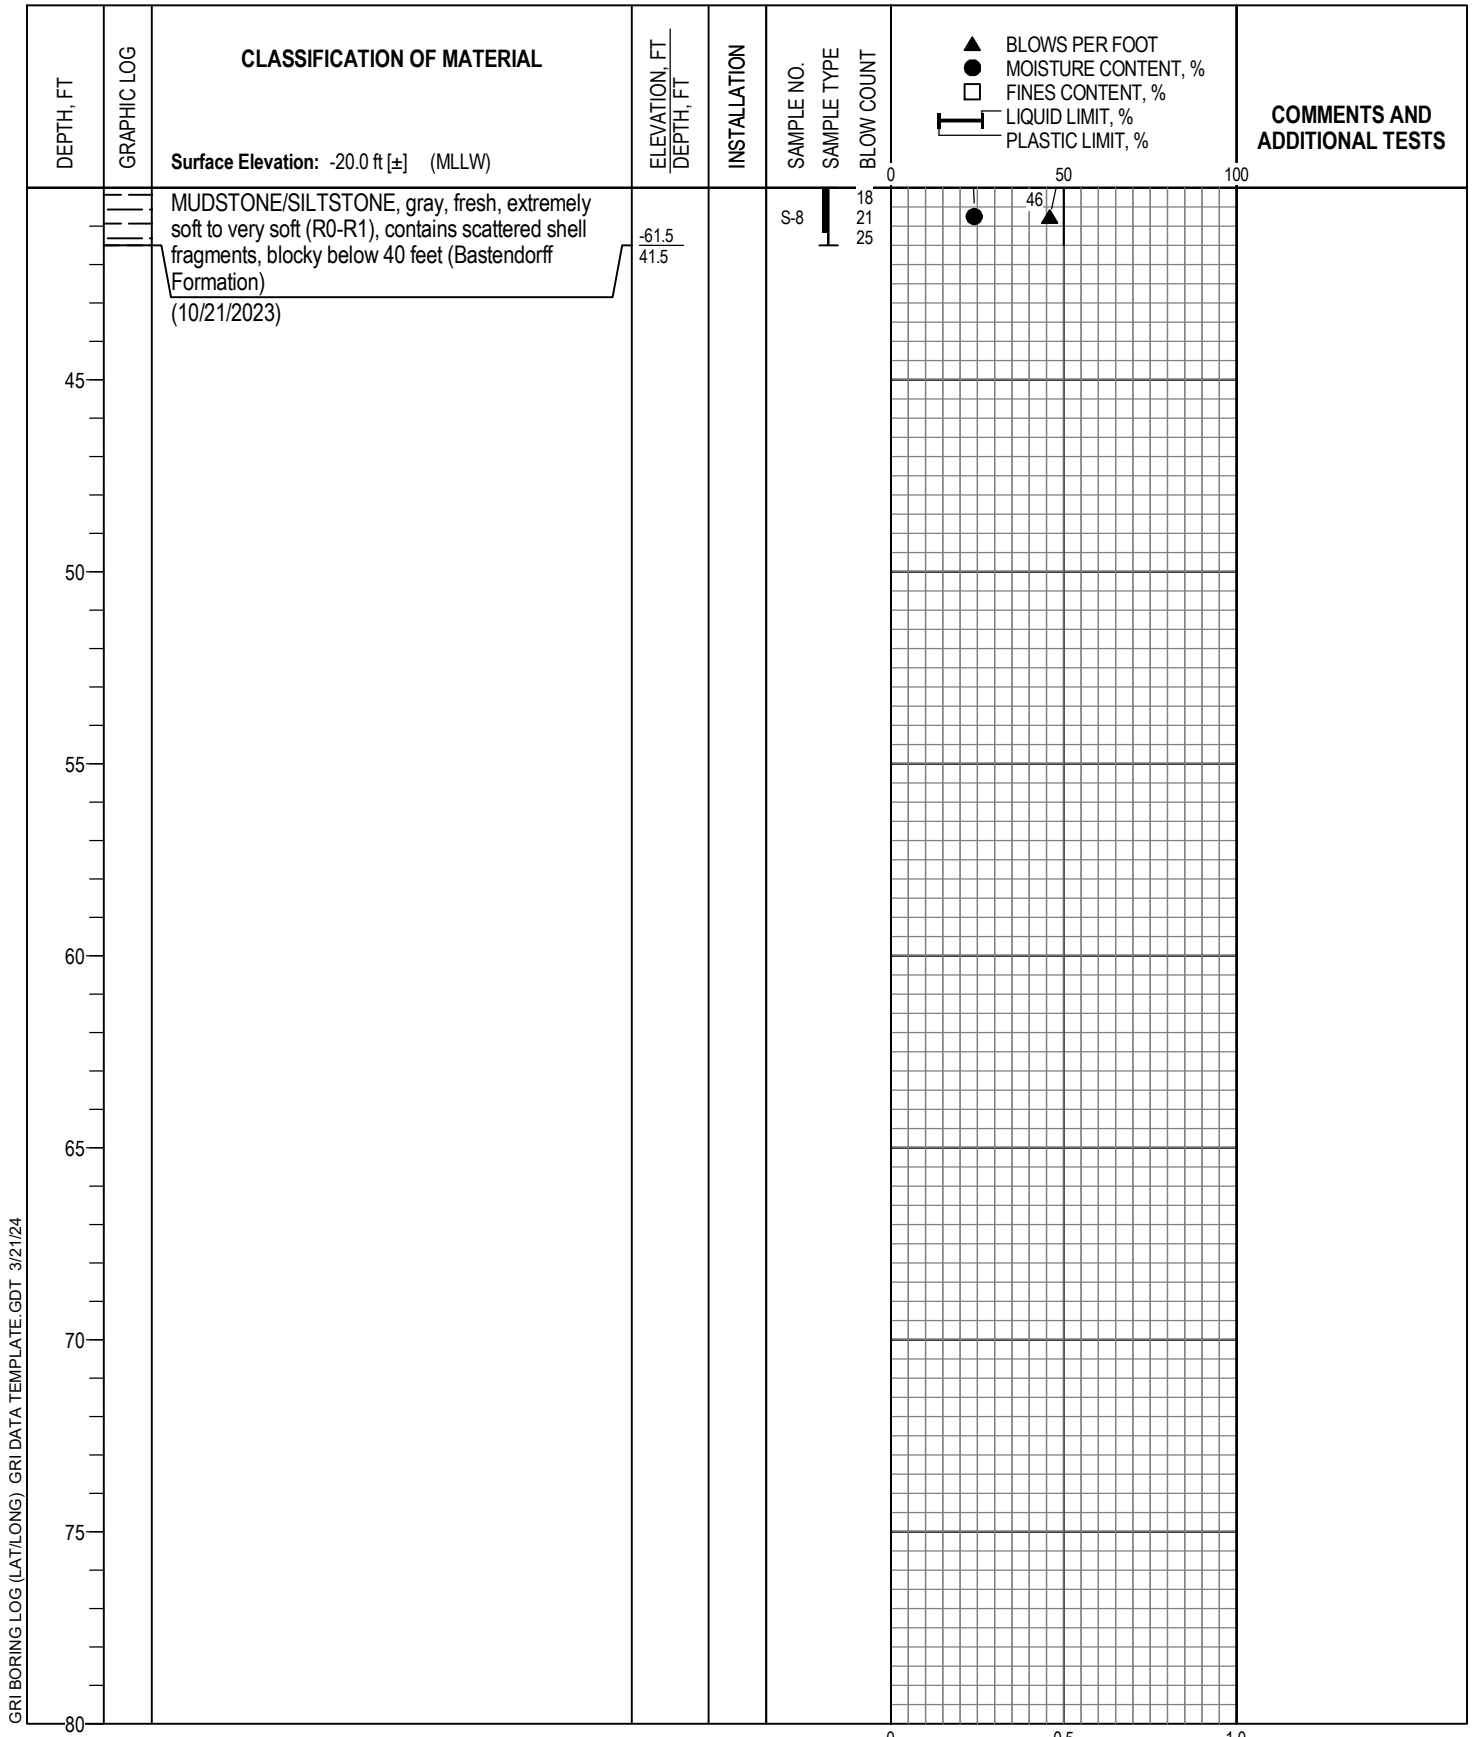 DEPTH, FT
GRAPHIC LOG
CLASSIFICATION OF MATERIAL
Surface Elevation: -20.0 ft [±] (MLLW)
ELEVATION, FT
DEPTH, FT
INSTALLATION
SAMPLE NO.
SAMPLE TYPE
BLOW COUNT
BLOWS PER FOOT
MOISTURE CONTENT, %
FINES CONTENT, %
LIQUID LIMIT, %
PLASTIC LIMIT, %
0 50 100
COMMENTS AND
ADDITIONAL TESTS
MUDSTONE/SILTSTONE, gray, fresh, extremely
soft to very soft (R0-R1), contains scattered shell
fragments, blocky below 40 feet (Bastendorff
Formation)
(10/21/2023)
-61.5
41.5
S-8
18
21
25
46
45
50
55
60
65
70
75
80
0 0.5 1.0
GRI BORING LOG (LAT/LONG) GRI DATA TEMPLATE.GDT 3/21/24